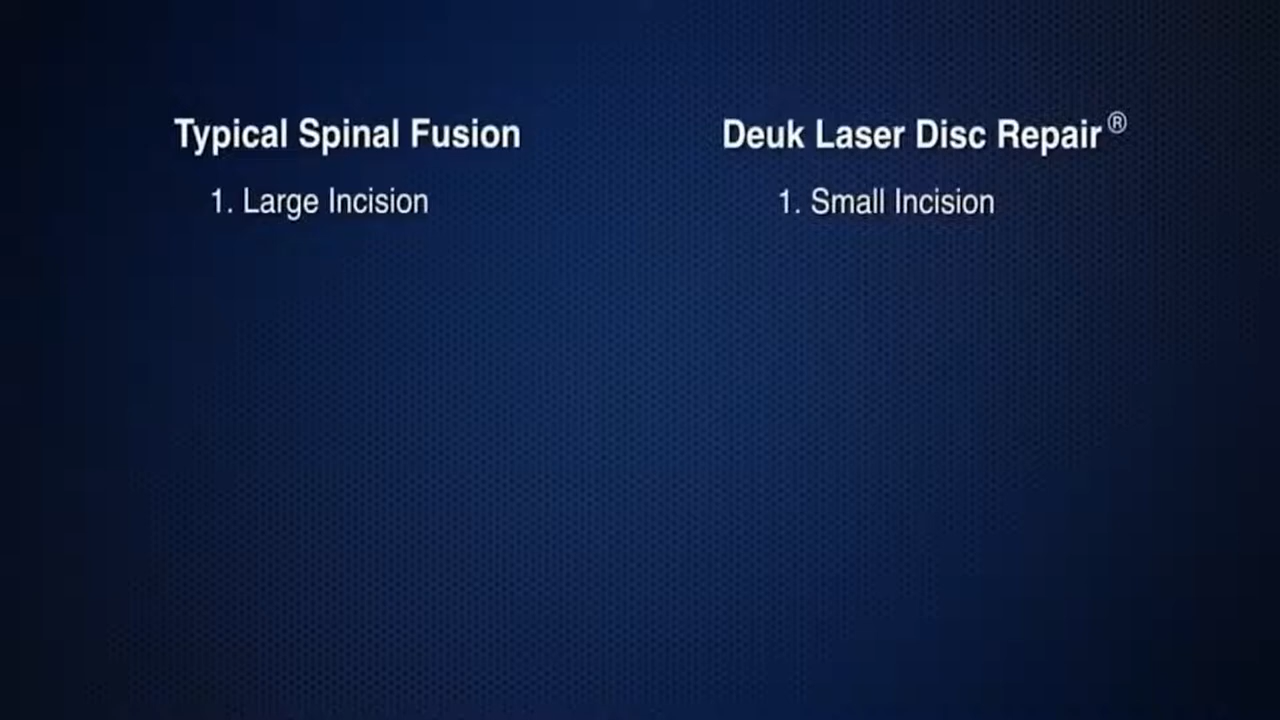 Typical Spinal Fusion
1. Large Incision
Deuk Laser Disc Repair®
1. Small Incision